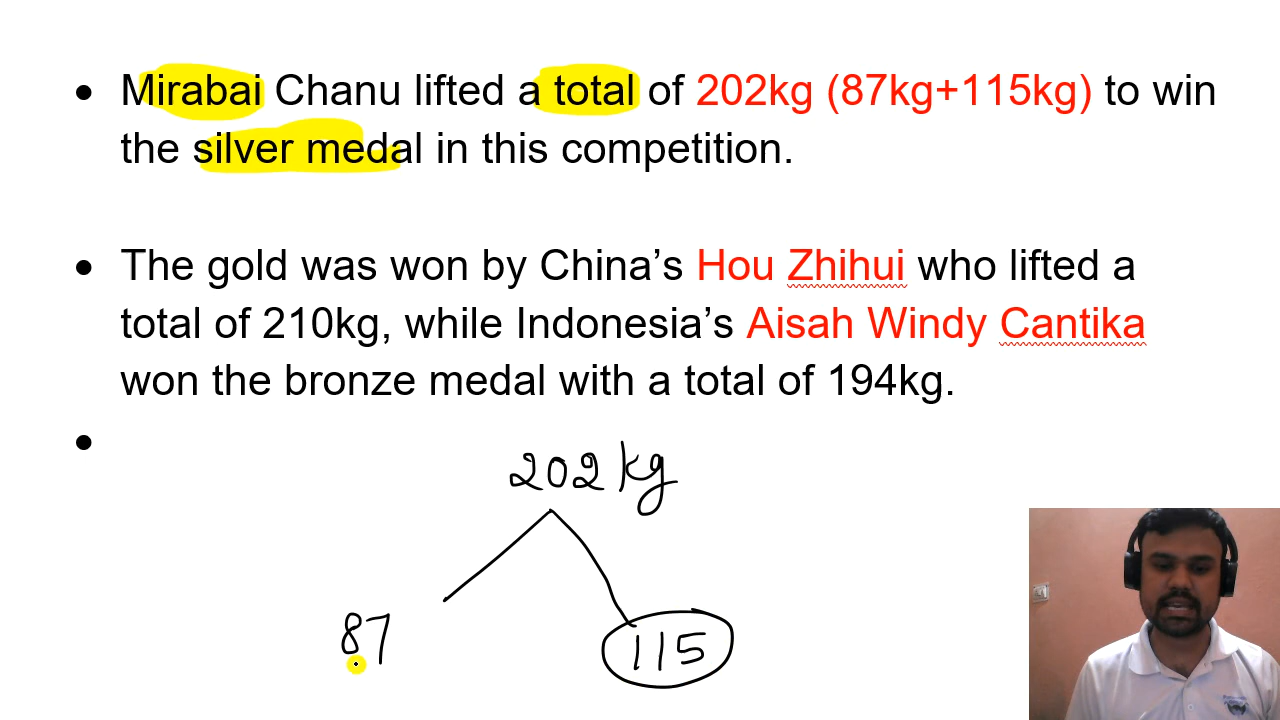 • Mirabai Chanu lifted a total of 202kg (87kg+115kg) to win
the silver medal in this competition.
• The gold was won by China’s Hou Zhihui who lifted a
total of 210kg, while Indonesia’s Aisah Windy Cantika
won the bronze medal with a total of 194kg.
•
202 kg
87 115